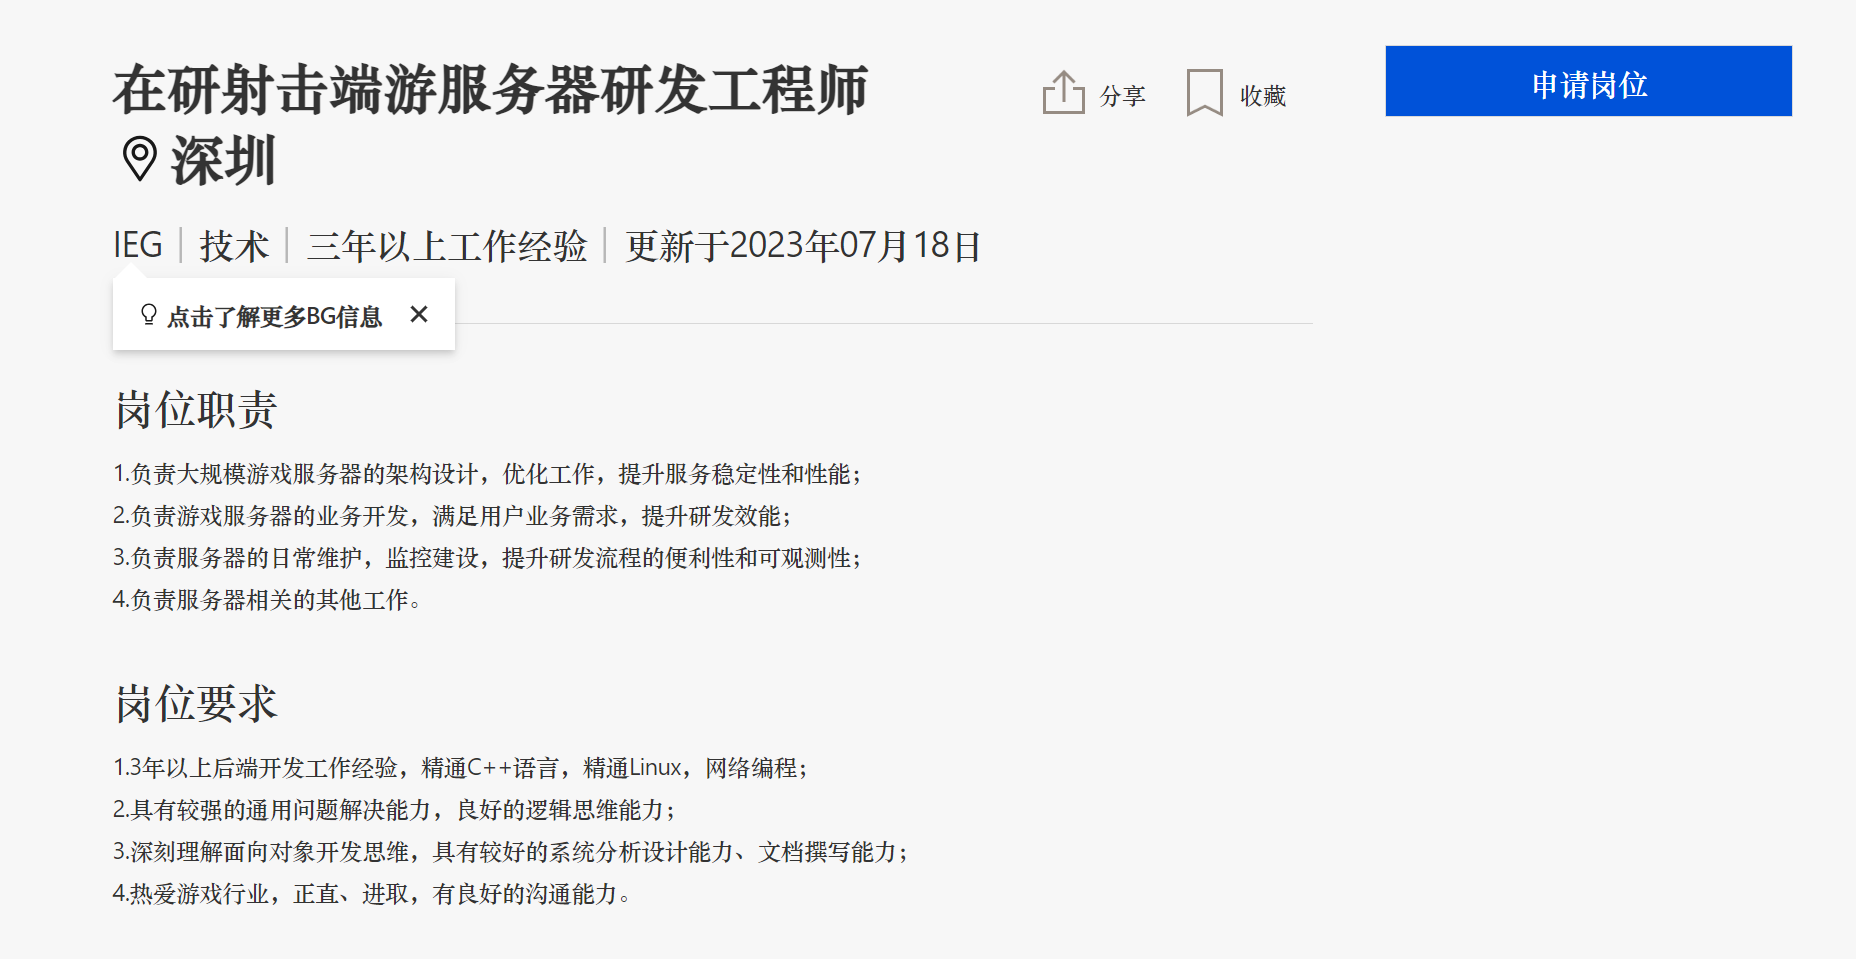 在研射击端游服务器研发工程师
深圳
分享
收藏
申请岗位
IEG | 技术 | 三年以上工作经验 | 更新于2023年07月18日
点击了解更多BG信息
岗位职责
1.负责大规模游戏服务器的架构设计，优化工作，提升服务稳定性和性能；
2.负责游戏服务器的业务开发，满足用户业务需求，提升研发效能；
3.负责服务器的日常维护，监控建设，提升研发流程的便利性和可观测性；
4.负责服务器相关的其他工作。
岗位要求
1.3年以上后端开发工作经验，精通C++语言，精通Linux，网络编程；
2.具有较强的通用问题解决能力，良好的逻辑思维能力；
3.深刻理解面向对象开发思维，具有较好的系统分析设计能力、文档撰写能力；
4.热爱游戏行业，正直、进取，有良好的沟通能力。